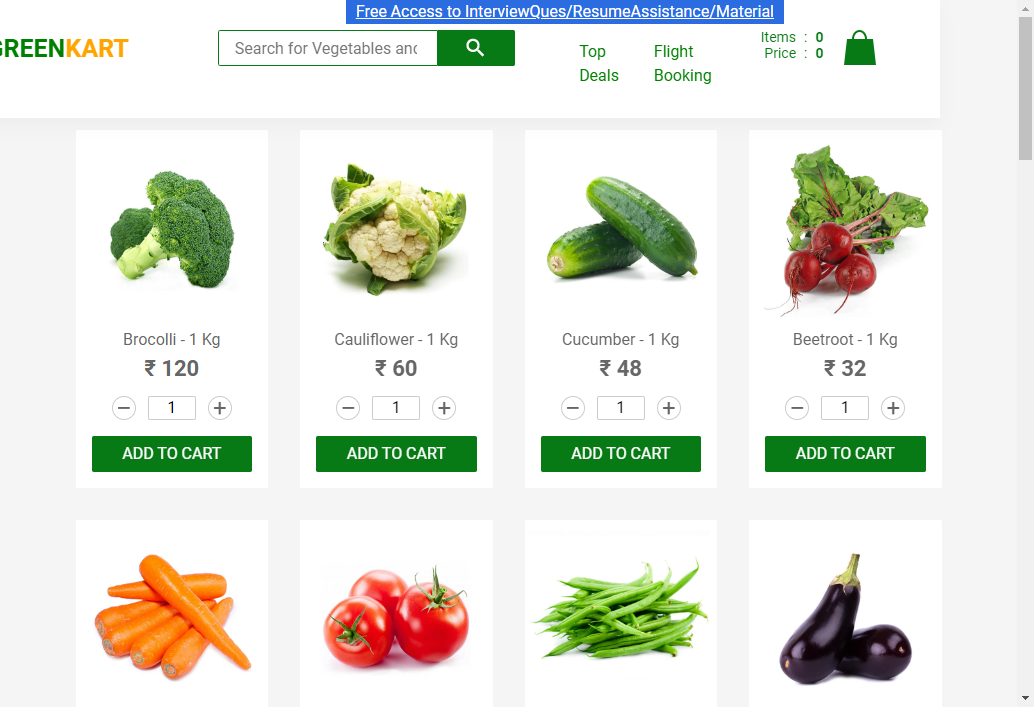 Free Access to InterviewQues/ResumeAssistance/Material
GREENKART
Search for Vegetables and
Top Deals
Flight Booking
Items : 0
Price : 0
Brocolli - 1 Kg
₹ 120
− 1 +
ADD TO CART
Cauliflower - 1 Kg
₹ 60
− 1 +
ADD TO CART
Cucumber - 1 Kg
₹ 48
− 1 +
ADD TO CART
Beetroot - 1 Kg
₹ 32
− 1 +
ADD TO CART